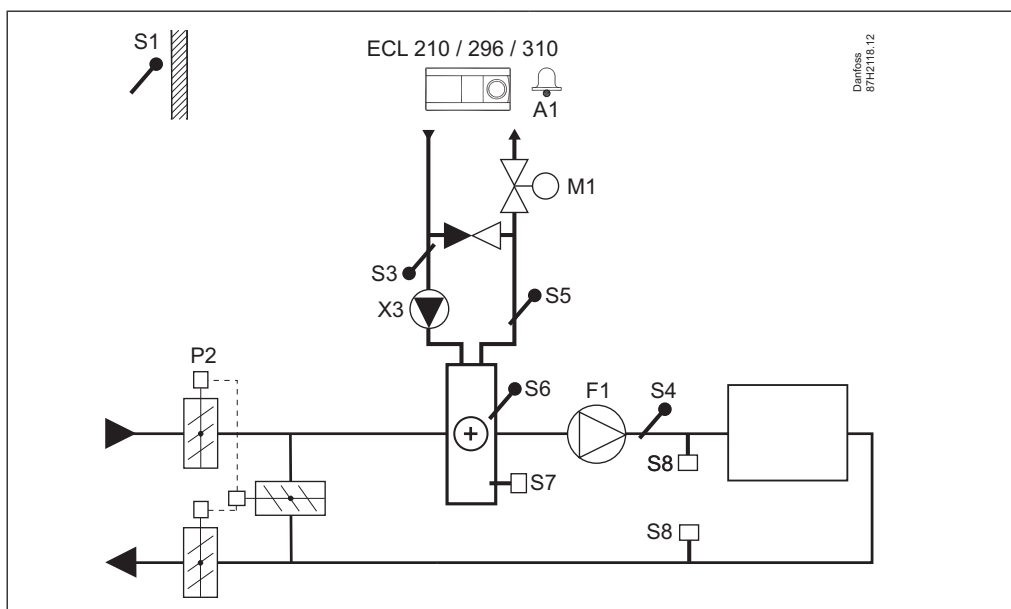 S1
ECL 210 / 296 / 310
A1
Danfoss
87H2118.12
M1
S3
S5
X3
P2
S6
F1
S4
S8
S7
S8